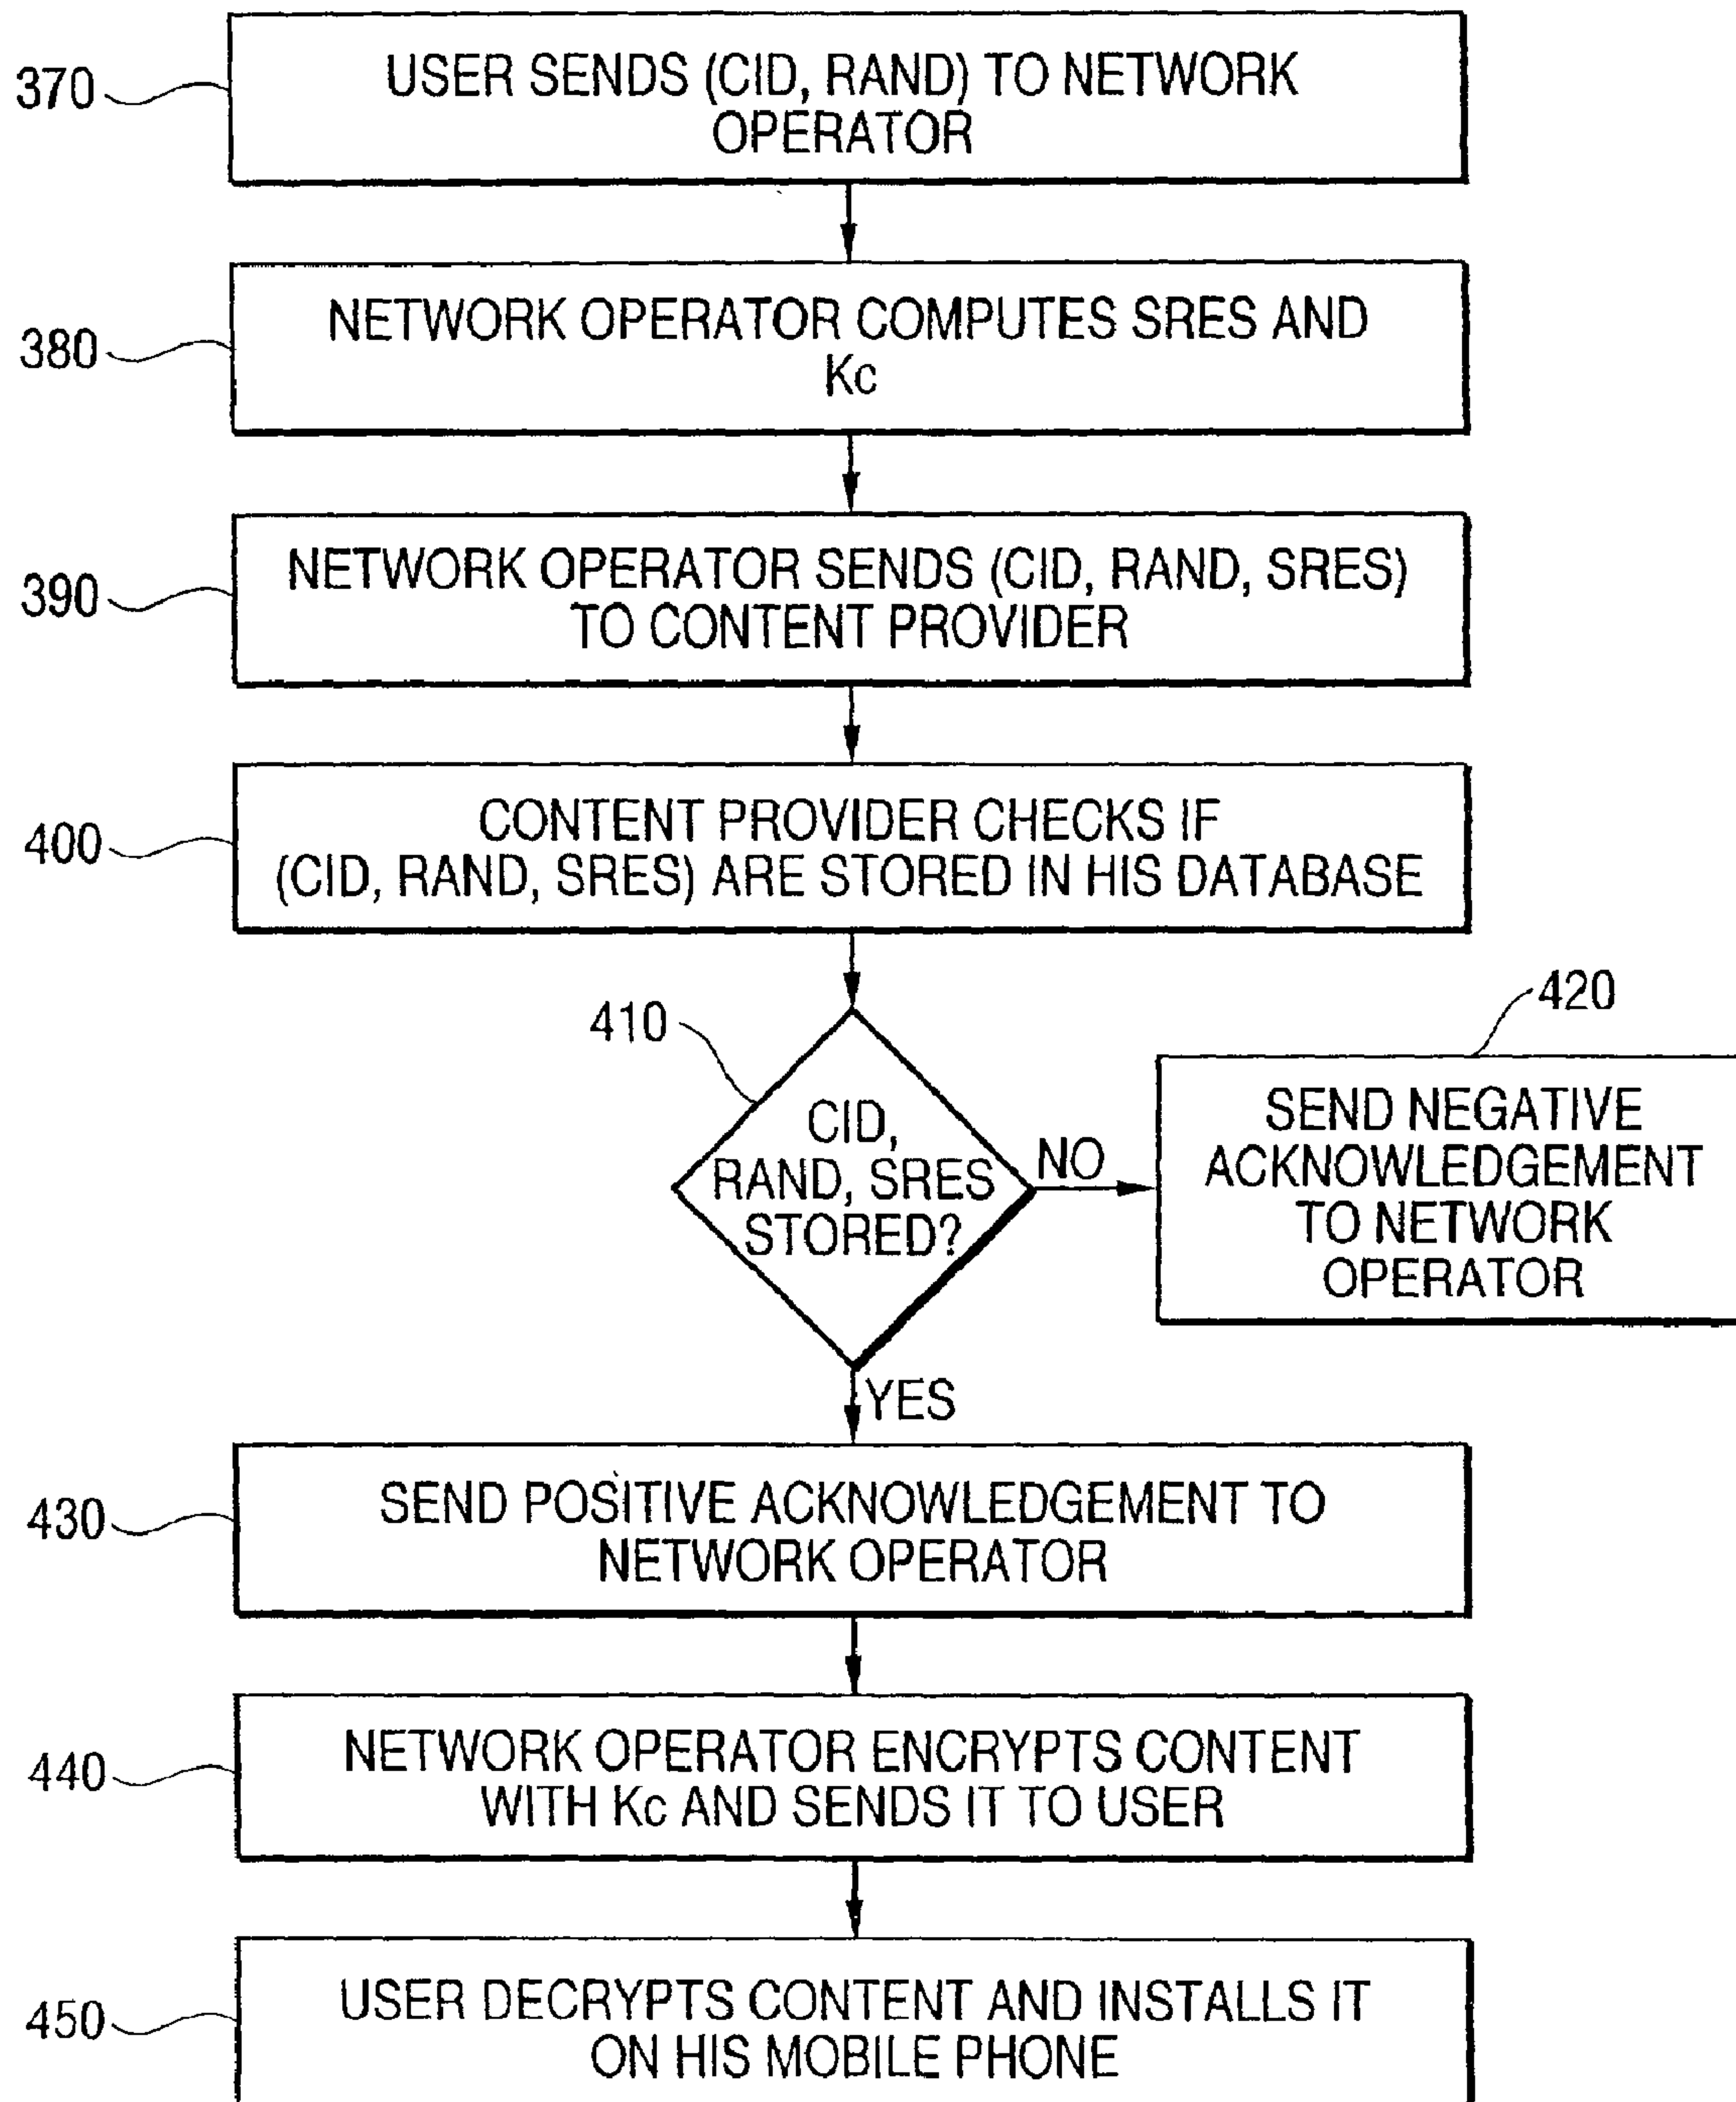 370
USER SENDS (CID, RAND) TO NETWORK
OPERATOR
380
NETWORK OPERATOR COMPUTES SRES AND
Kc
390
NETWORK OPERATOR SENDS (CID, RAND, SRES)
TO CONTENT PROVIDER
400
CONTENT PROVIDER CHECKS IF
(CID, RAND, SRES) ARE STORED IN HIS DATABASE
410
CID,
RAND, SRES
STORED?
NO
420
SEND NEGATIVE
ACKNOWLEDGEMENT
TO NETWORK
OPERATOR
YES
430
SEND POSITIVE ACKNOWLEDGEMENT TO
NETWORK OPERATOR
440
NETWORK OPERATOR ENCRYPTS CONTENT
WITH Kc AND SENDS IT TO USER
450
USER DECRYPTS CONTENT AND INSTALLS IT
ON HIS MOBILE PHONE